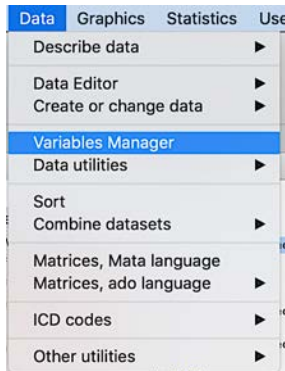 Data Graphics Statistics Use
Describe data
Data Editor
Create or change data
Variables Manager
Data utilities
Sort
Combine datasets
Matrices, Mata language
Matrices, ado language
ICD codes
Other utilities